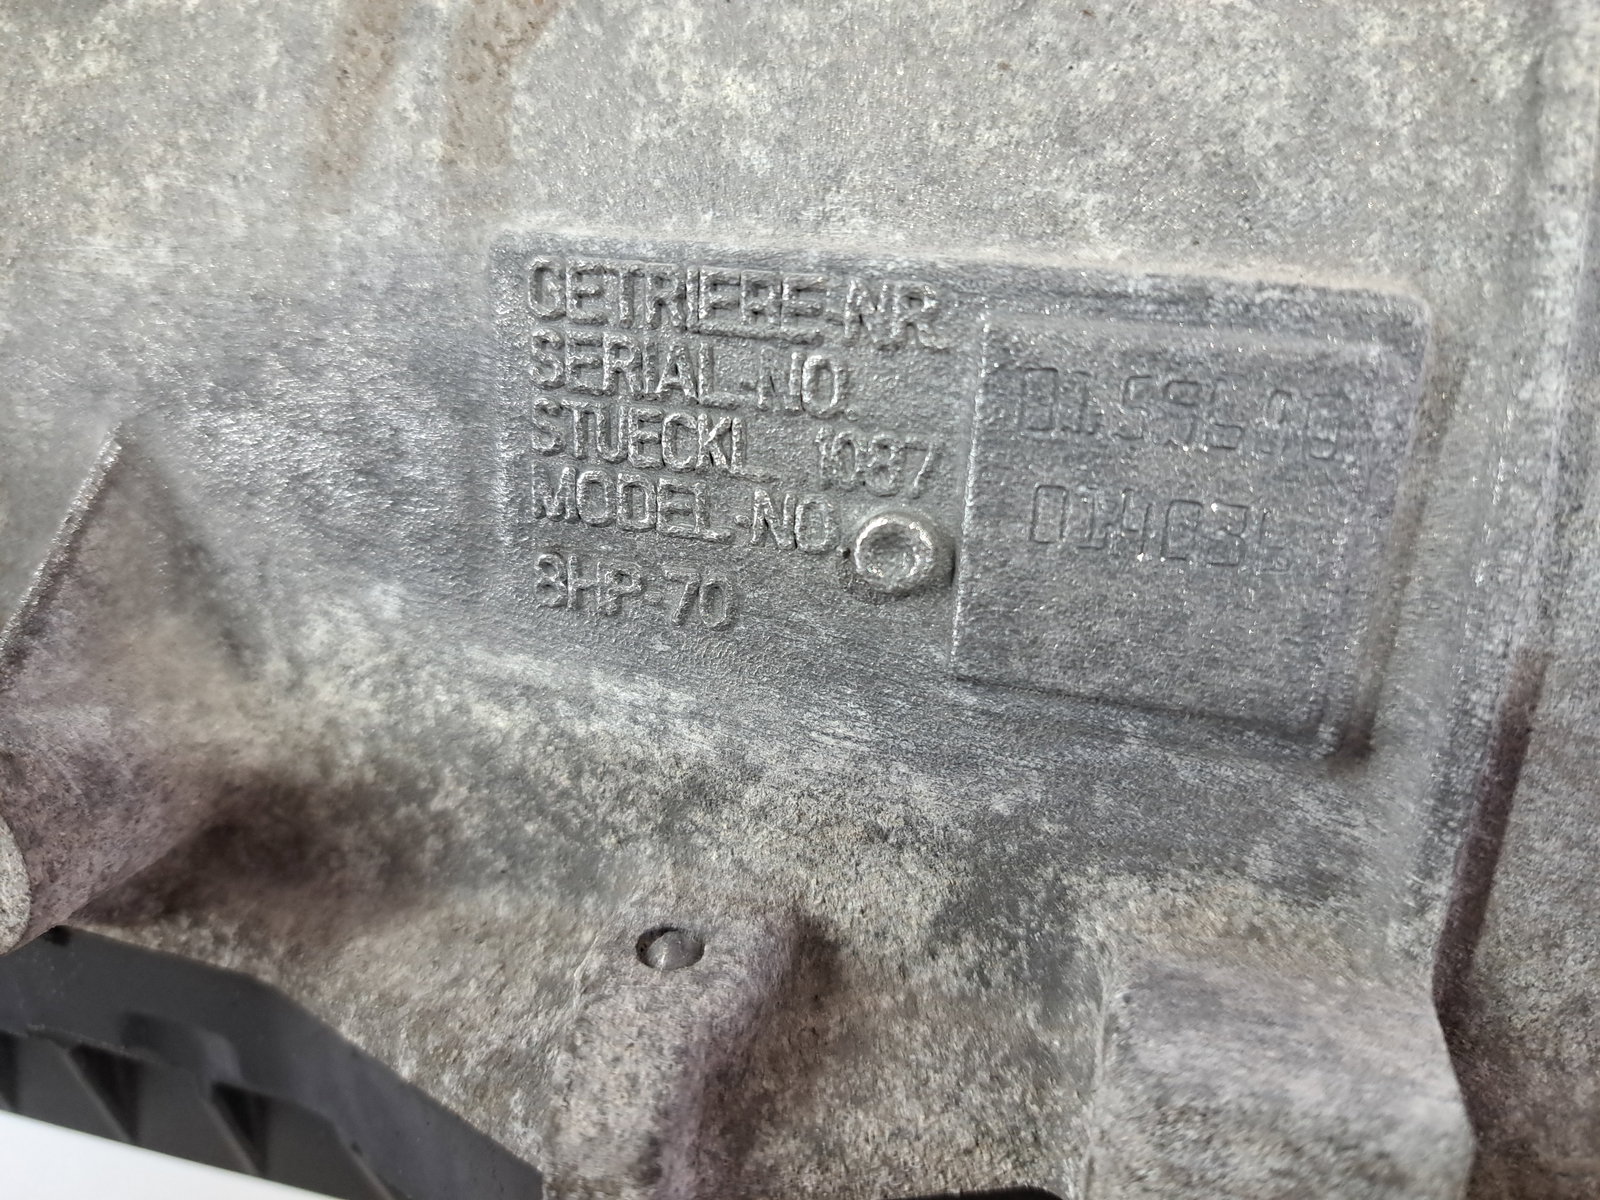 GETRIEBE-NR.
SERIAL-NO.
STUECKL 1087
MODEL-NO.
8HP-70